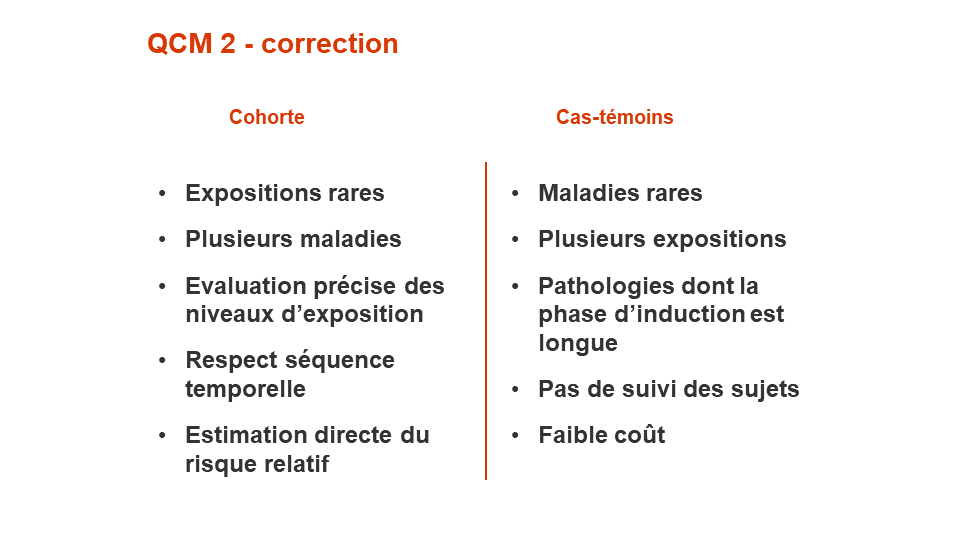 QCM 2 - correction
Cohorte
• Expositions rares
• Plusieurs maladies
• Evaluation précise des
niveaux d’exposition
• Respect séquence
temporelle
• Estimation directe du
risque relatif
Cas-témoins
• Maladies rares
• Plusieurs expositions
• Pathologies dont la
phase d’induction est
longue
• Pas de suivi des sujets
• Faible coût